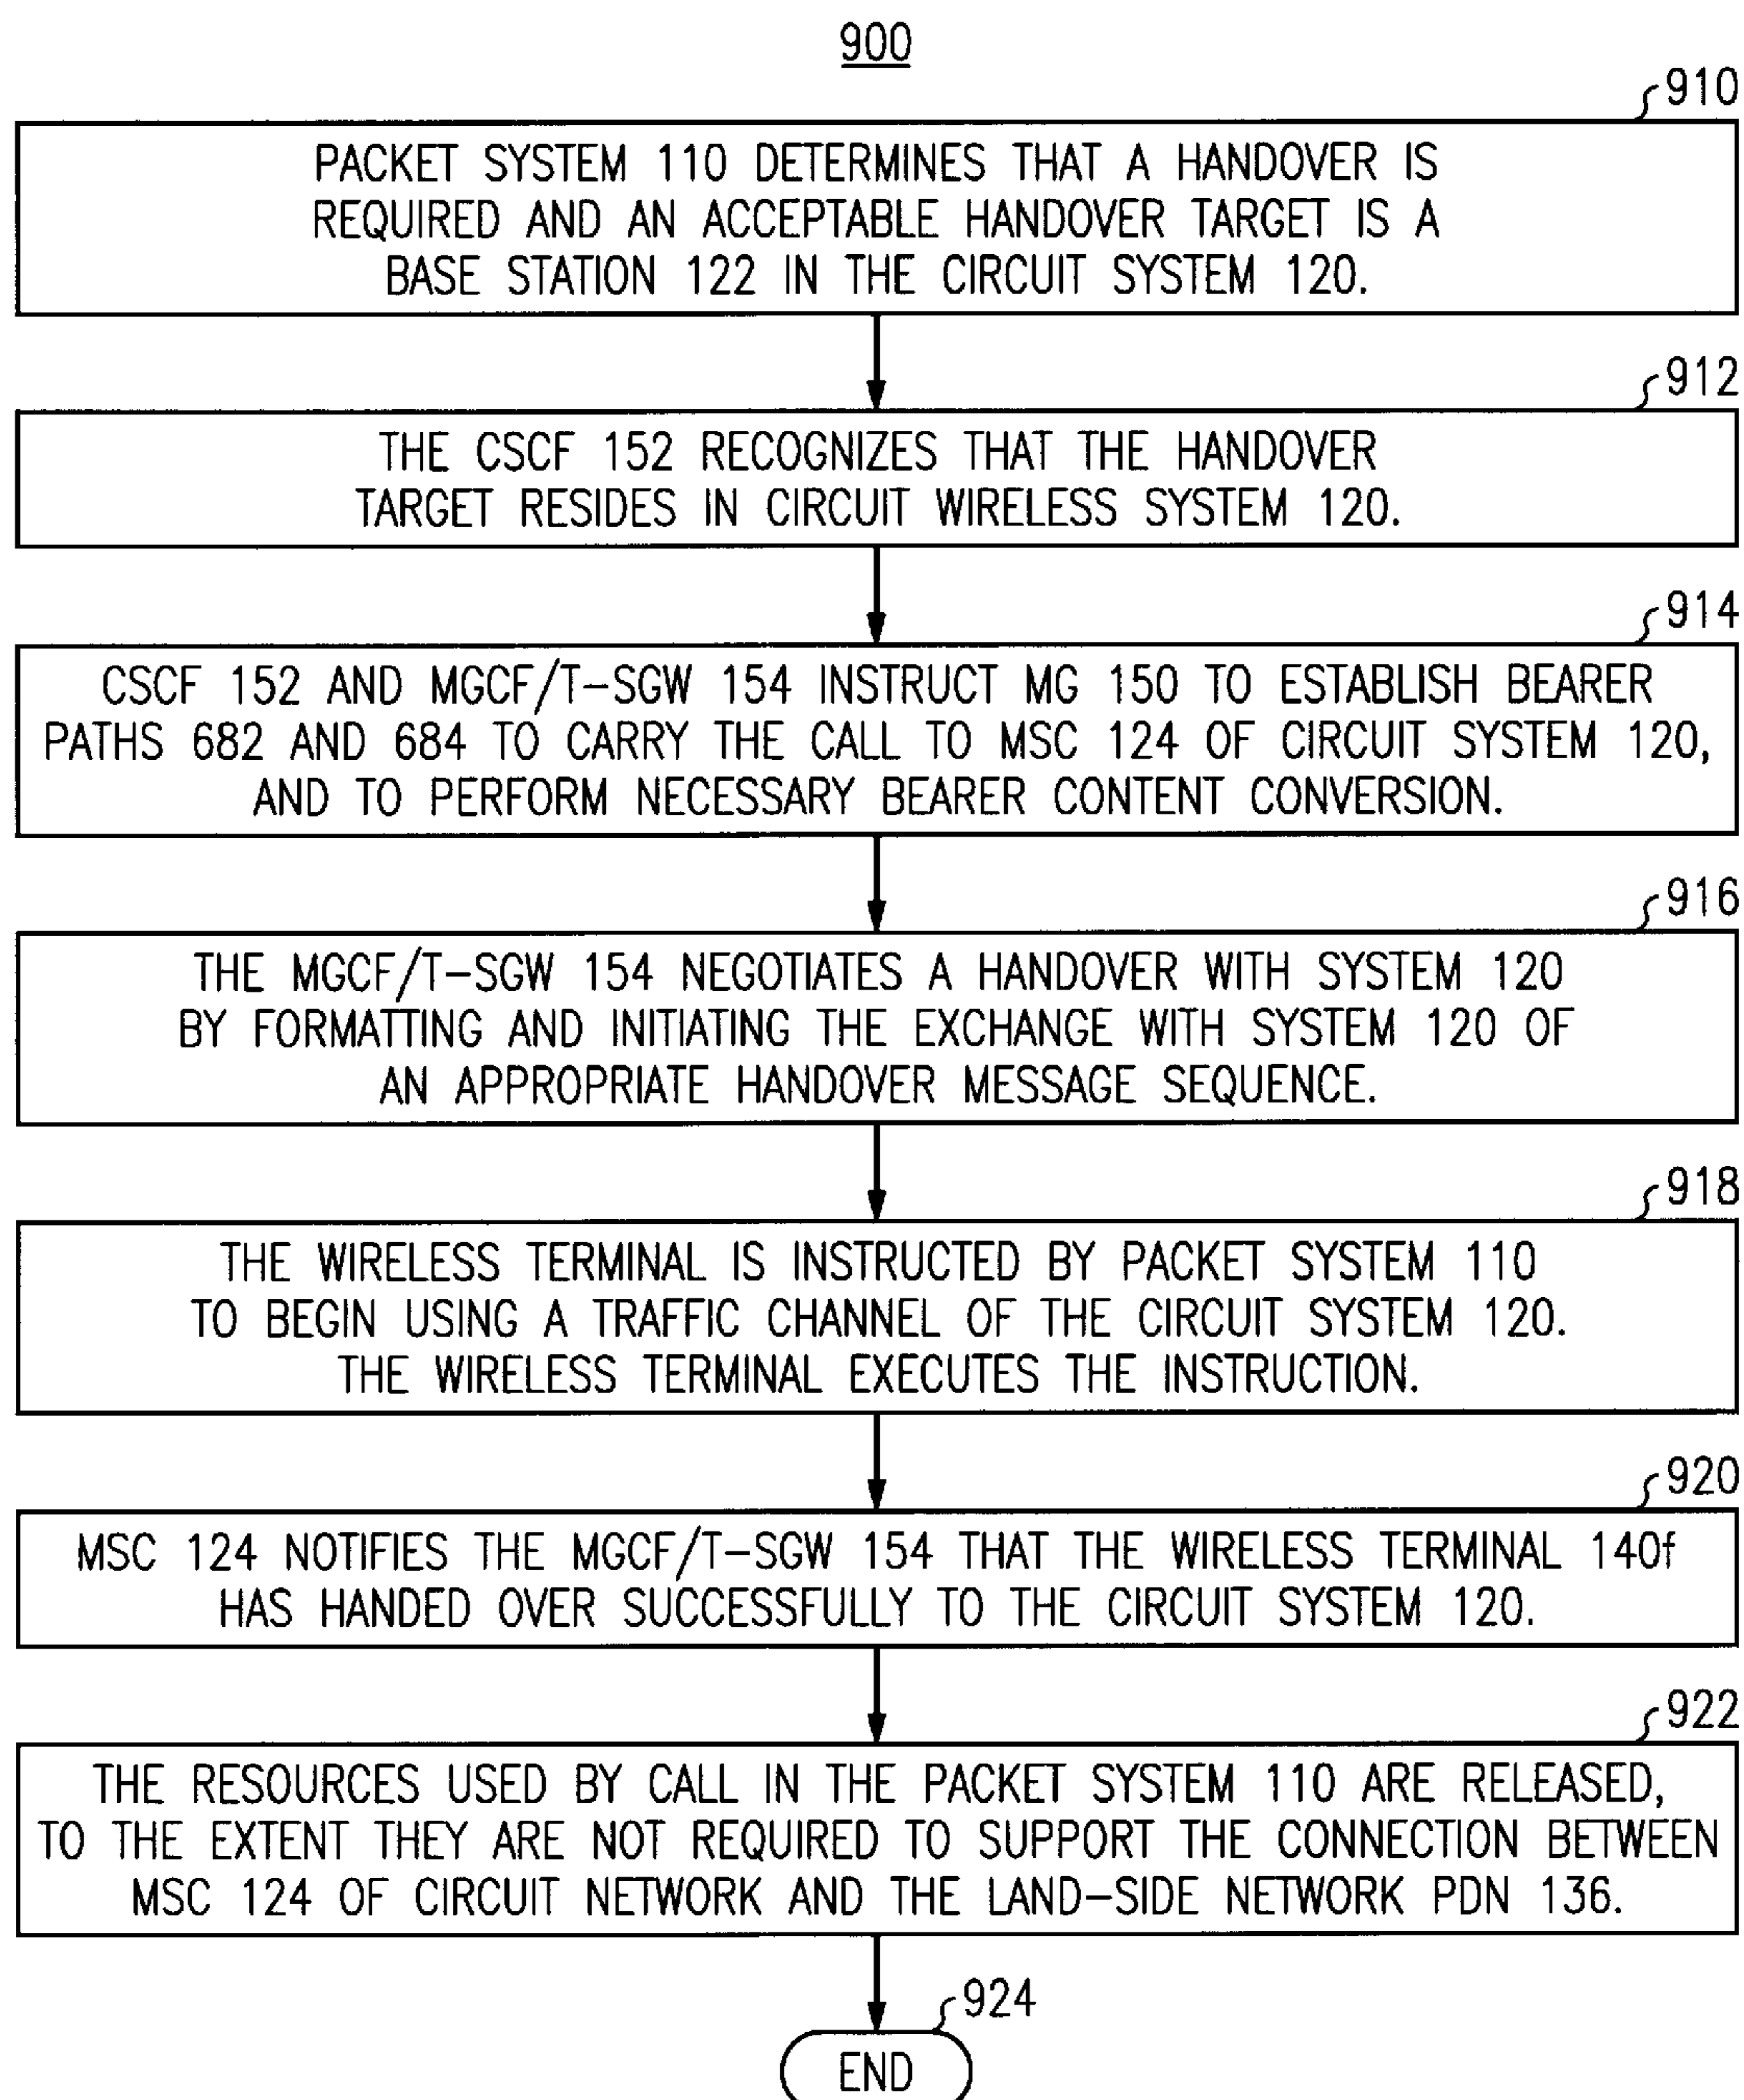 900
910
PACKET SYSTEM 110 DETERMINES THAT A HANDOVER IS
REQUIRED AND AN ACCEPTABLE HANDOVER TARGET IS A
BASE STATION 122 IN THE CIRCUIT SYSTEM 120.
912
THE CSCF 152 RECOGNIZES THAT THE HANDOVER
TARGET RESIDES IN CIRCUIT WIRELESS SYSTEM 120.
914
CSCF 152 AND MGCF/T-SGW 154 INSTRUCT MG 150 TO ESTABLISH BEARER
PATHS 682 AND 684 TO CARRY THE CALL TO MSC 124 OF CIRCUIT SYSTEM 120,
AND TO PERFORM NECESSARY BEARER CONTENT CONVERSION.
916
THE MGCF/T-SGW 154 NEGOTIATES A HANDOVER WITH SYSTEM 120
BY FORMATTING AND INITIATING THE EXCHANGE WITH SYSTEM 120 OF
AN APPROPRIATE HANDOVER MESSAGE SEQUENCE.
918
THE WIRELESS TERMINAL IS INSTRUCTED BY PACKET SYSTEM 110
TO BEGIN USING A TRAFFIC CHANNEL OF THE CIRCUIT SYSTEM 120.
THE WIRELESS TERMINAL EXECUTES THE INSTRUCTION.
920
MSC 124 NOTIFIES THE MGCF/T-SGW 154 THAT THE WIRELESS TERMINAL 140f
HAS HANDED OVER SUCCESSFULLY TO THE CIRCUIT SYSTEM 120.
922
THE RESOURCES USED BY CALL IN THE PACKET SYSTEM 110 ARE RELEASED,
TO THE EXTENT THEY ARE NOT REQUIRED TO SUPPORT THE CONNECTION BETWEEN
MSC 124 OF CIRCUIT NETWORK AND THE LAND-SIDE NETWORK PDN 136.
924
END